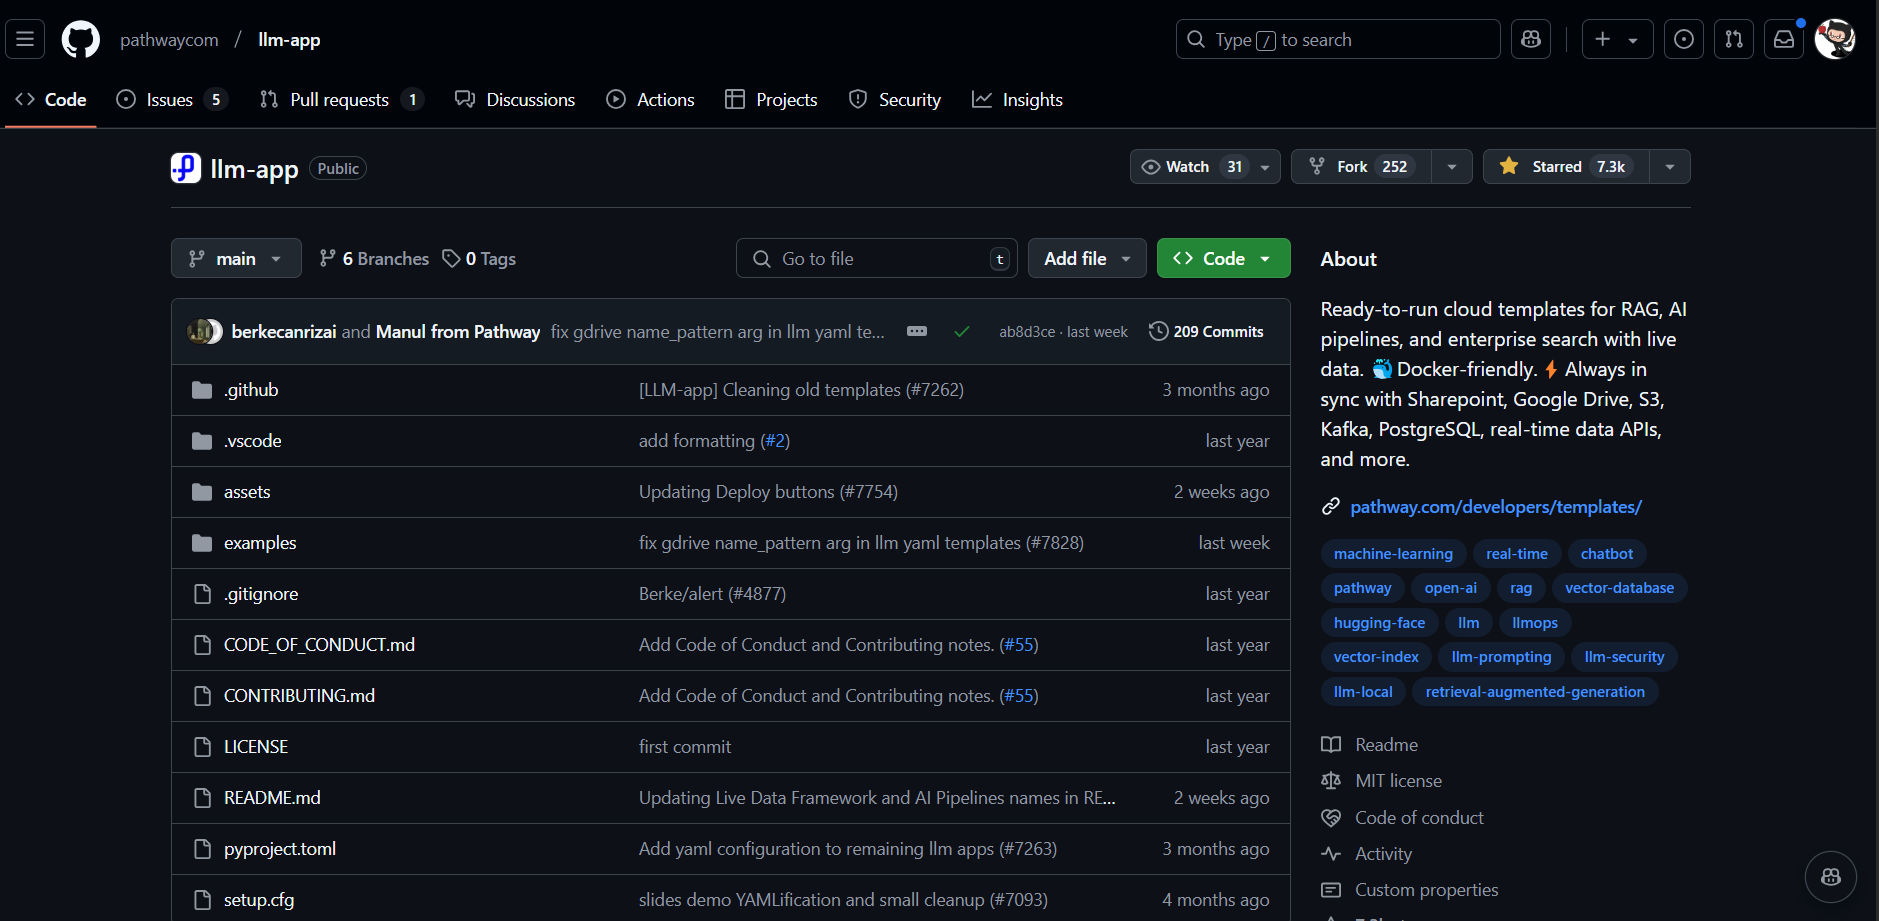 pathwaycom / llm-app
Type / to search
Code Issues 5 Pull requests 1 Discussions Actions Projects Security Insights
llm-app Public
Watch 31 Fork 252 Starred 7.3k
main 6 Branches 0 Tags Go to file t Add file Code
berkecanrizai and Manul from Pathway fix gdrive name_pattern arg in llm yaml te... ab8d3ce · last week 209 Commits
.github [LLM-app] Cleaning old templates (#7262) 3 months ago
.vscode add formatting (#2) last year
assets Updating Deploy buttons (#7754) 2 weeks ago
examples fix gdrive name_pattern arg in llm yaml templates (#7828) last week
.gitignore Berke/alert (#4877) last year
CODE_OF_CONDUCT.md Add Code of Conduct and Contributing notes. (#55) last year
CONTRIBUTING.md Add Code of Conduct and Contributing notes. (#55) last year
LICENSE first commit last year
README.md Updating Live Data Framework and AI Pipelines names in RE... 2 weeks ago
pyproject.toml Add yaml configuration to remaining llm apps (#7263) 3 months ago
setup.cfg slides demo YAMLification and small cleanup (#7093) 4 months ago
About
Ready-to-run cloud templates for RAG, AI
pipelines, and enterprise search with live
data. 🐳 Docker-friendly. ⚡ Always in
sync with Sharepoint, Google Drive, S3,
Kafka, PostgreSQL, real-time data APIs,
and more.
pathway.com/developers/templates/
machine-learning real-time chatbot
pathway open-ai rag vector-database
hugging-face llm llmops
vector-index llm-prompting llm-security
llm-local retrieval-augmented-generation
Readme
MIT license
Code of conduct
Activity
Custom properties